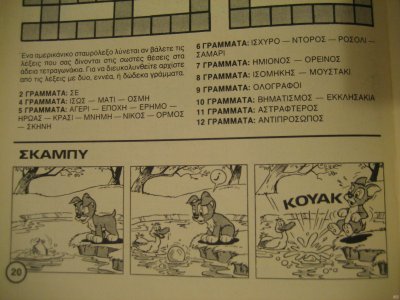 Ένα αμερικάνικο σταυρόλεξο λύνεται αν βάλετε τις
λέξεις που σας δίνονται στις σωστές θέσεις στα
άδεια τετραγωνάκια. Για να διευκολυνθείτε αρχίστε
από τις λέξεις με δύο, εννέα, ή δώδεκα γράμματα.
2 ΓΡΑΜΜΑΤΑ: ΣΕ
4 ΓΡΑΜΜΑΤΑ: ΙΣΩΣ — ΜΑΤΙ — ΟΣΜΗ
5 ΓΡΑΜΜΑΤΑ: ΑΓΕΡΙ — ΕΠΟΧΗ — ΕΡΗΜΟ —
ΗΡΩΑΣ — ΚΡΑΣΙ — ΜΝΗΜΗ — ΝΙΚΟΣ — ΟΡΜΟΣ
— ΣΚΗΝΗ
6 ΓΡΑΜΜΑΤΑ: ΙΣΧΥΡΟ — ΝΤΟΡΟΣ — ΡΟΣΟΛΙ —
ΣΑΜΑΡΙ
7 ΓΡΑΜΜΑΤΑ: ΗΜΙΟΝΟΣ — ΟΡΕΙΝΟΣ
8 ΓΡΑΜΜΑΤΑ: ΙΣΟΜΗΚΗΣ — ΜΟΥΣΤΑΚΙ
9 ΓΡΑΜΜΑΤΑ: ΟΛΟΓΡΑΦΟΙ
10 ΓΡΑΜΜΑΤΑ: ΒΗΜΑΤΙΣΜΟΣ — ΕΚΚΛΗΣΑΚΙΑ
11 ΓΡΑΜΜΑΤΑ: ΑΣΤΡΑΦΤΕΡΟΣ
12 ΓΡΑΜΜΑΤΑ: ΑΝΤΙΠΡΟΣΩΠΟΣ
ΣΚΑΜΠΥ
ΚΟΥΑΚ
20